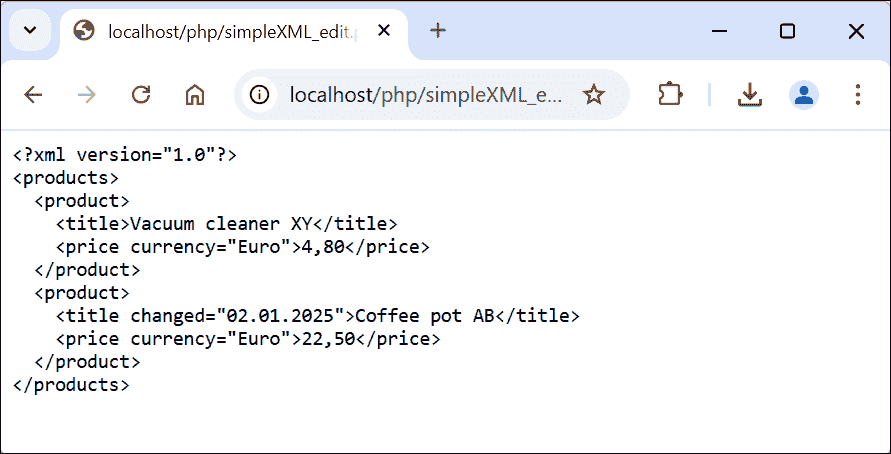 localhost/php/simpleXML_edit.p
localhost/php/simpleXML_e...
<?xml version="1.0"?>
<products>
  <product>
    <title>Vacuum cleaner XY</title>
    <price currency="Euro">4,80</price>
  </product>
  <product>
    <title changed="02.01.2025">Coffee pot AB</title>
    <price currency="Euro">22,50</price>
  </product>
</products>